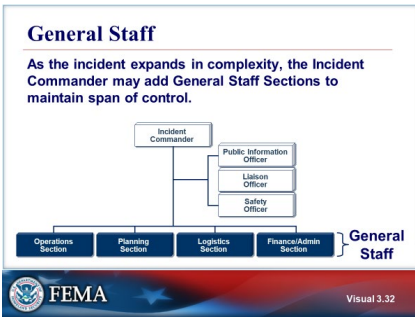 General Staff
As the incident expands in complexity, the Incident
Commander may add General Staff Sections to
maintain span of control.
Incident
Commander
Public Information
Officer
Liaison
Officer
Safety
Officer
Operations
Section
Planning
Section
Logistics
Section
Finance/Admin
Section
General
Staff
FEMA
Visual 3.32